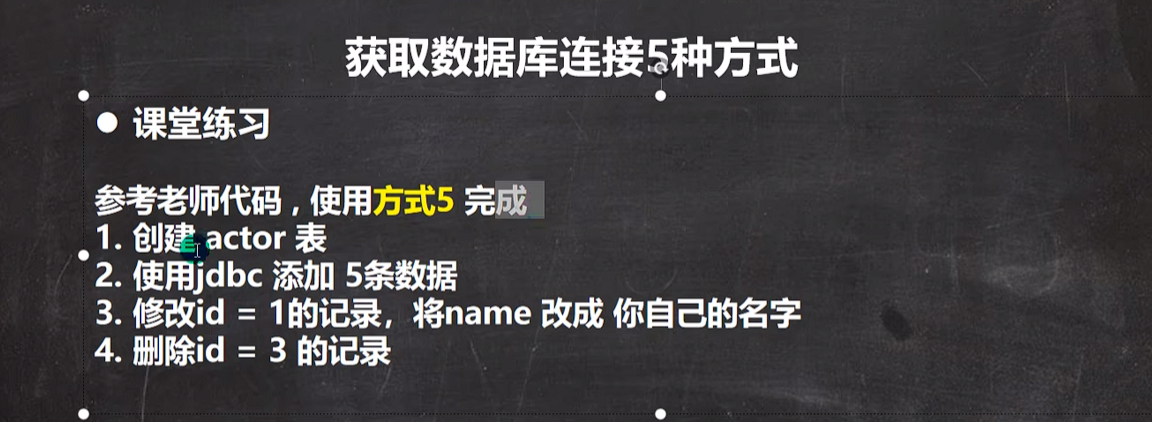 获取数据库连接5种方式
● 课堂练习
参考老师代码，使用方式5 完成
1. 创建 actor 表
2. 使用jdbc 添加 5条数据
3. 修改id = 1的记录，将name 改成 你自己的名字
4. 删除id = 3 的记录